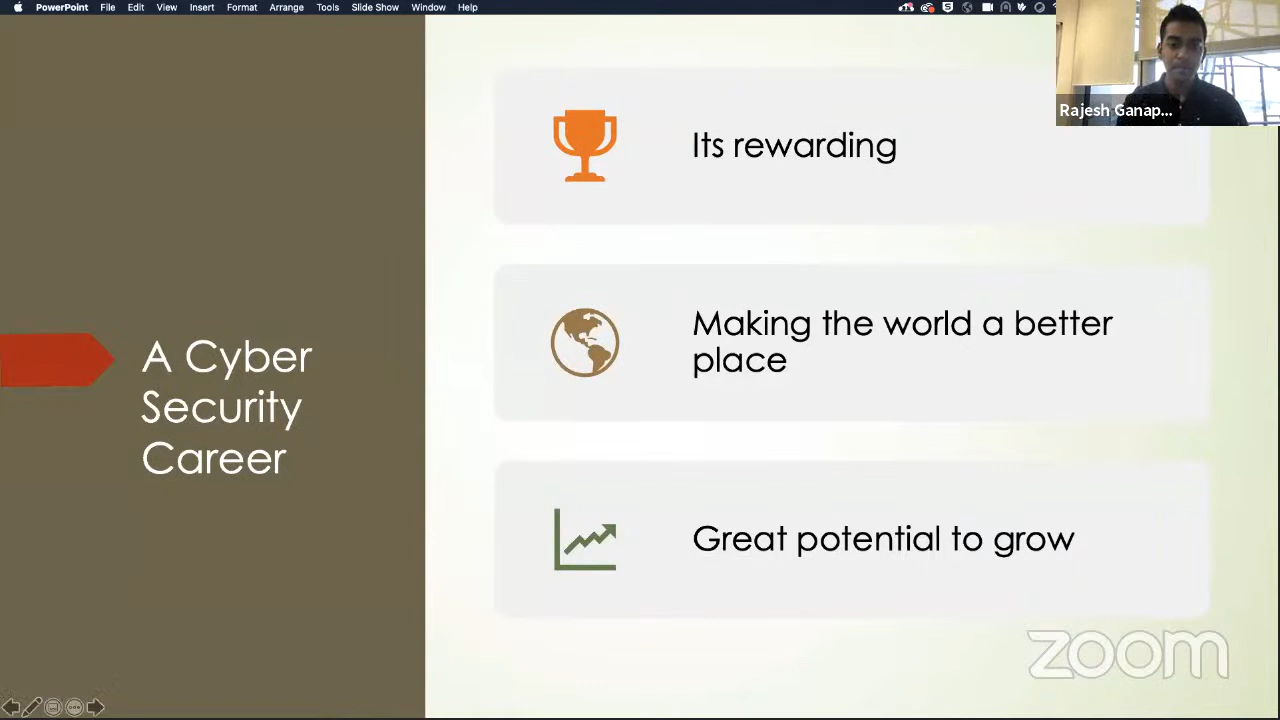 PowerPoint File Edit View Insert Format Arrange Tools Slide Show Window Help
Rajesh Ganap...
A Cyber
Security
Career
Its rewarding
Making the world a better
place
Great potential to grow
zoom